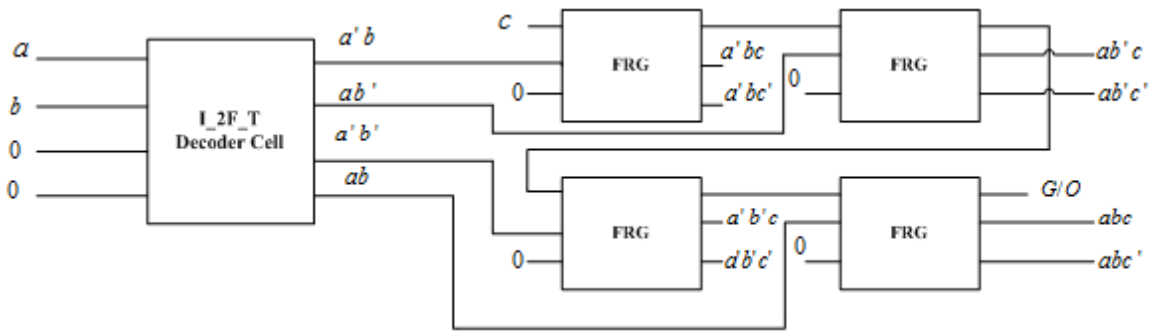 a
b
0
0
I_2F_T
Decoder Cell
a' b
ab '
a' b'
ab
c
0
FRG
a' bc
a' bc'
0
FRG
ab' c
ab' c'
0
FRG
a' b' c
a'b'c'
0
FRG
G/O
abc
abc '